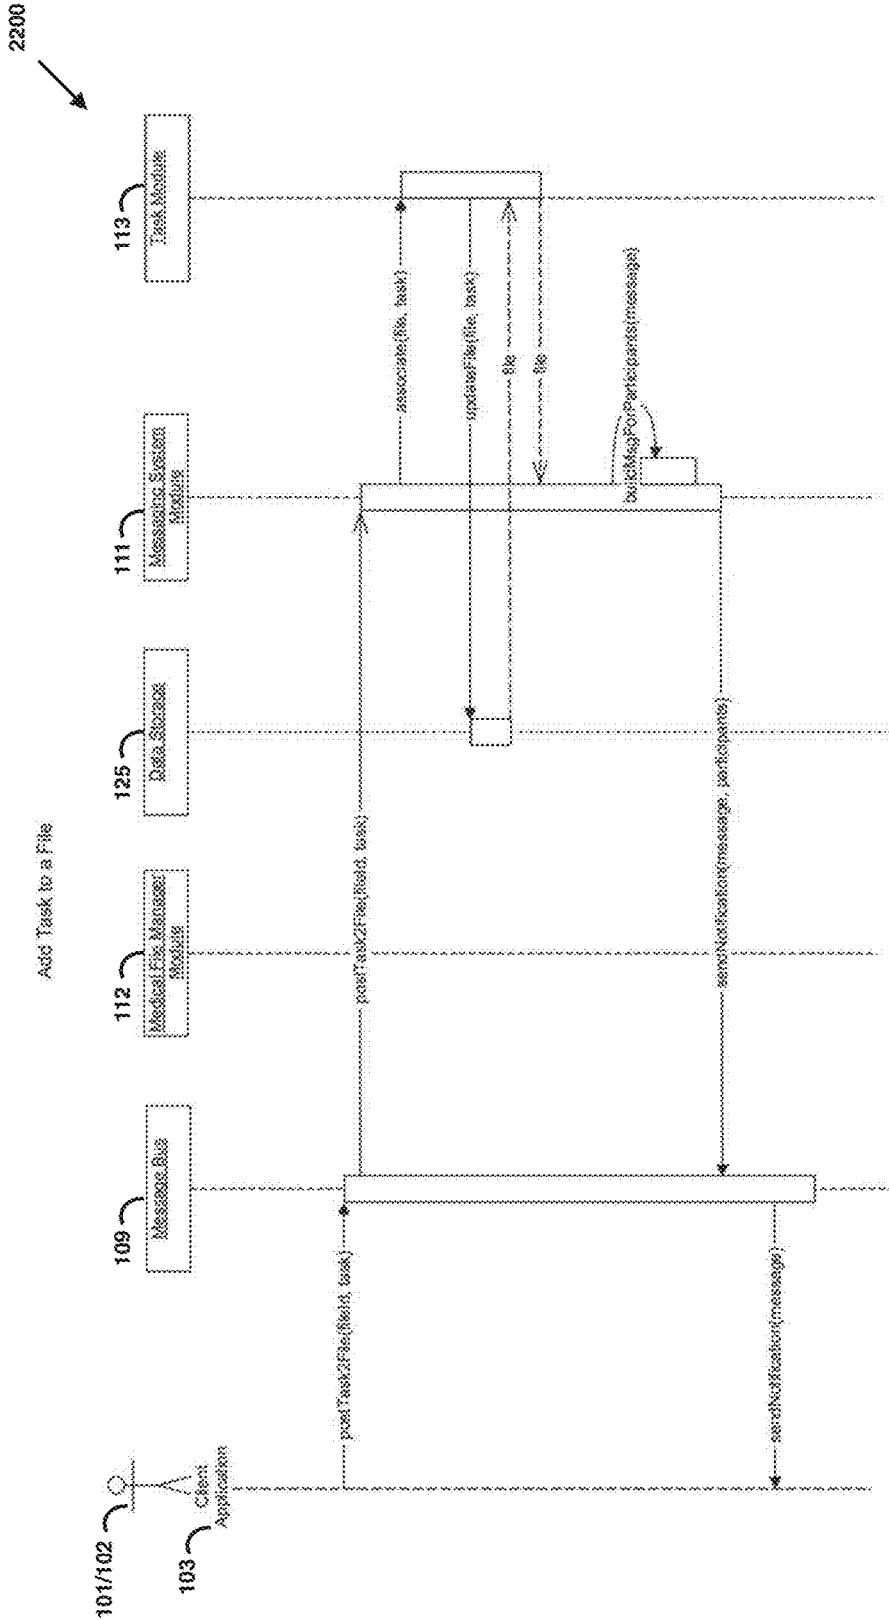 2200
Add Task to a File
101/102
103
Client
Application
109
Message Bus
112
Medical File Manager
Module
125
Data Storage
111
Messaging System
Module
113
Task Module
postTask2File(fileId, task)
postTask2File(fileId, task)
associate(file, task)
updateFile(file, task)
file
file
buildMsgForParticipants(message)
sendNotification(message, participants)
sendNotification(message)